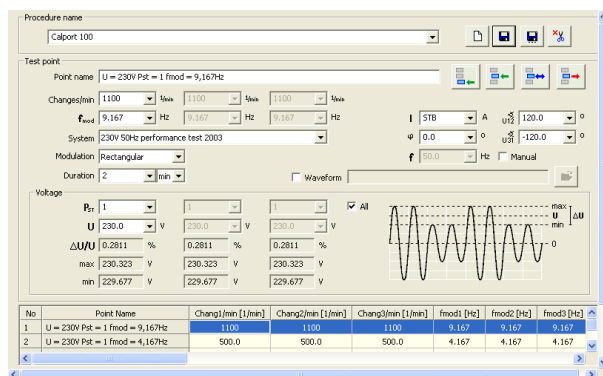 Procedure name
Calport 100
Test point
Point name U = 230V Pst = 1 fmod = 9,167Hz
Changes/min 1100 1/min 1100 1/min 1100 1/min
fmod 9.167 Hz 9.167 Hz 9.167 Hz I STB A U12 120.0 °
System 230V 50Hz performance test 2003 φ 0.0 ° U31 -120.0 °
Modulation Rectangular f 50.0 Hz Manual
Duration 2 min Waveform
Voltage
PST 1 1 1 All
U 230.0 V 230.0 V 230.0 V
ΔU/U 0.2811 % 0.2811 % 0.2811 %
max 230.323 V 230.323 V 230.323 V
min 229.677 V 229.677 V 229.677 V
max
U ΔU
min
0
No Point Name Chang1/min [1/min] Chang2/min [1/min] Chang3/min [1/min] fmod1 [Hz] fmod2 [Hz] fmod3 [Hz]
1 U = 230V Pst = 1 fmod = 9,167Hz 1100 1100 1100 9.167 9.167 9.167
2 U = 230V Pst = 1 fmod = 4,167Hz 500.0 500.0 500.0 4.167 4.167 4.167